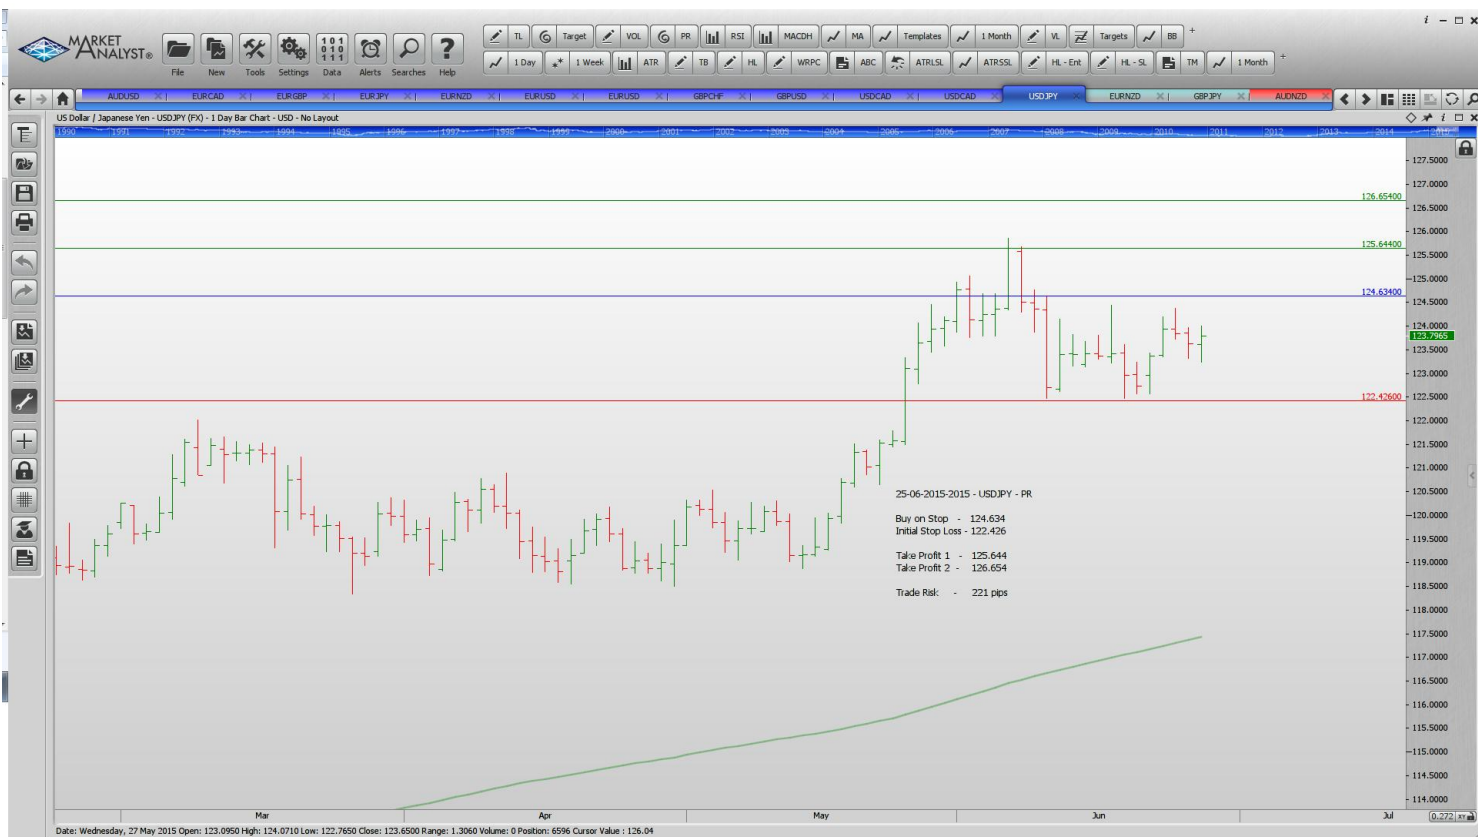 MARKET
ANALYST®
File New Tools Settings Data Alerts Searches Help
TL Target VOL PR RSI MACDH MA Templates 1 Month VL Targets BB +
1 Day 1 Week ATR TB HL WRPC ABC ATRLSL ATRSSL HL - Ent HL - SL TM 1 Month +
AUDUSD EURCAD EURGBP EURJPY EURNZD EURUSD EURUSD GBPCHF GBPUSD USDCAD USDCAD USDJPY EURNZD GBPJPY AUDNZD
US Dollar / Japanese Yen - USDJPY (FX) - 1 Day Bar Chart - USD - No Layout
1990 1991 1992 1993 1994 1995 1996 1997 1998 1999 2000 2001 2002 2003 2004 2005 2006 2007 2008 2009 2010 2011 2012 2013 2014
127.5000
127.0000
126.65400
126.5000
126.0000
125.64400
125.5000
125.0000
124.63400
124.5000
124.0000
123.7965
123.5000
123.0000
122.42600
122.5000
122.0000
121.5000
121.0000
120.5000
120.0000
119.5000
119.0000
118.5000
118.0000
117.5000
117.0000
116.5000
116.0000
115.5000
115.0000
114.5000
114.0000
25-06-2015-2015 - USDJPY - PR
Buy on Stop - 124.634
Initial Stop Loss - 122.426
Take Profit 1 - 125.644
Take Profit 2 - 126.654
Trade Risk - 221 pips
Mar Apr May Jun Jul
0.272 XY
Date: Wednesday, 27 May 2015 Open: 123.0950 High: 124.0710 Low: 122.7650 Close: 123.6500 Range: 1.3060 Volume: 0 Position: 6596 Cursor Value : 126.04